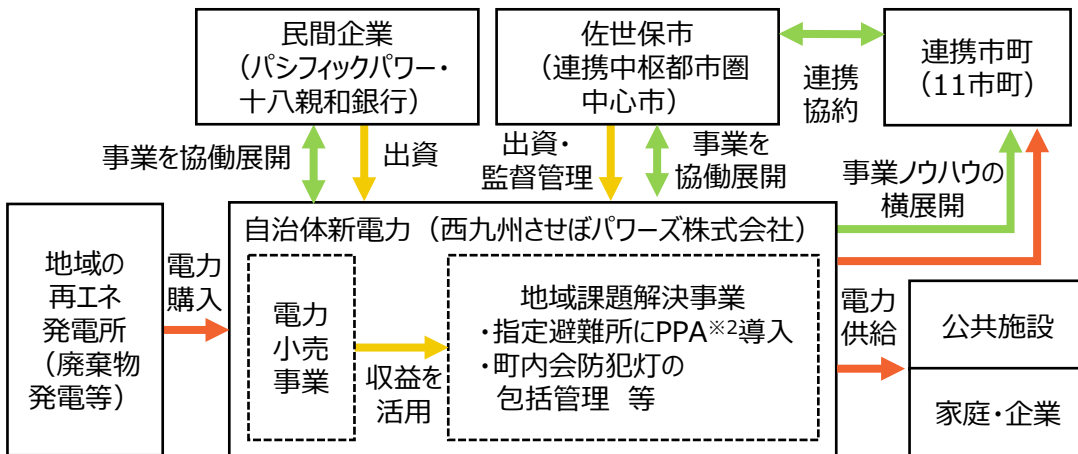 民間企業
（パシフィックパワー・
十八親和銀行）
佐世保市
（連携中枢都市圏
中心市）
連携
協約
連携市町
（11市町）
事業を協働展開
出資
出資・
監督管理
事業を
協働展開
事業ノウハウの
横展開
地域の
再エネ
発電所
（廃棄物
発電等）
電力
購入
自治体新電力（西九州させぼパワーズ株式会社）
電力
小売
事業
収益を
活用
地域課題解決事業
・指定避難所にPPA※2導入
・町内会防犯灯の
包括管理 等
電力
供給
公共施設
家庭・企業